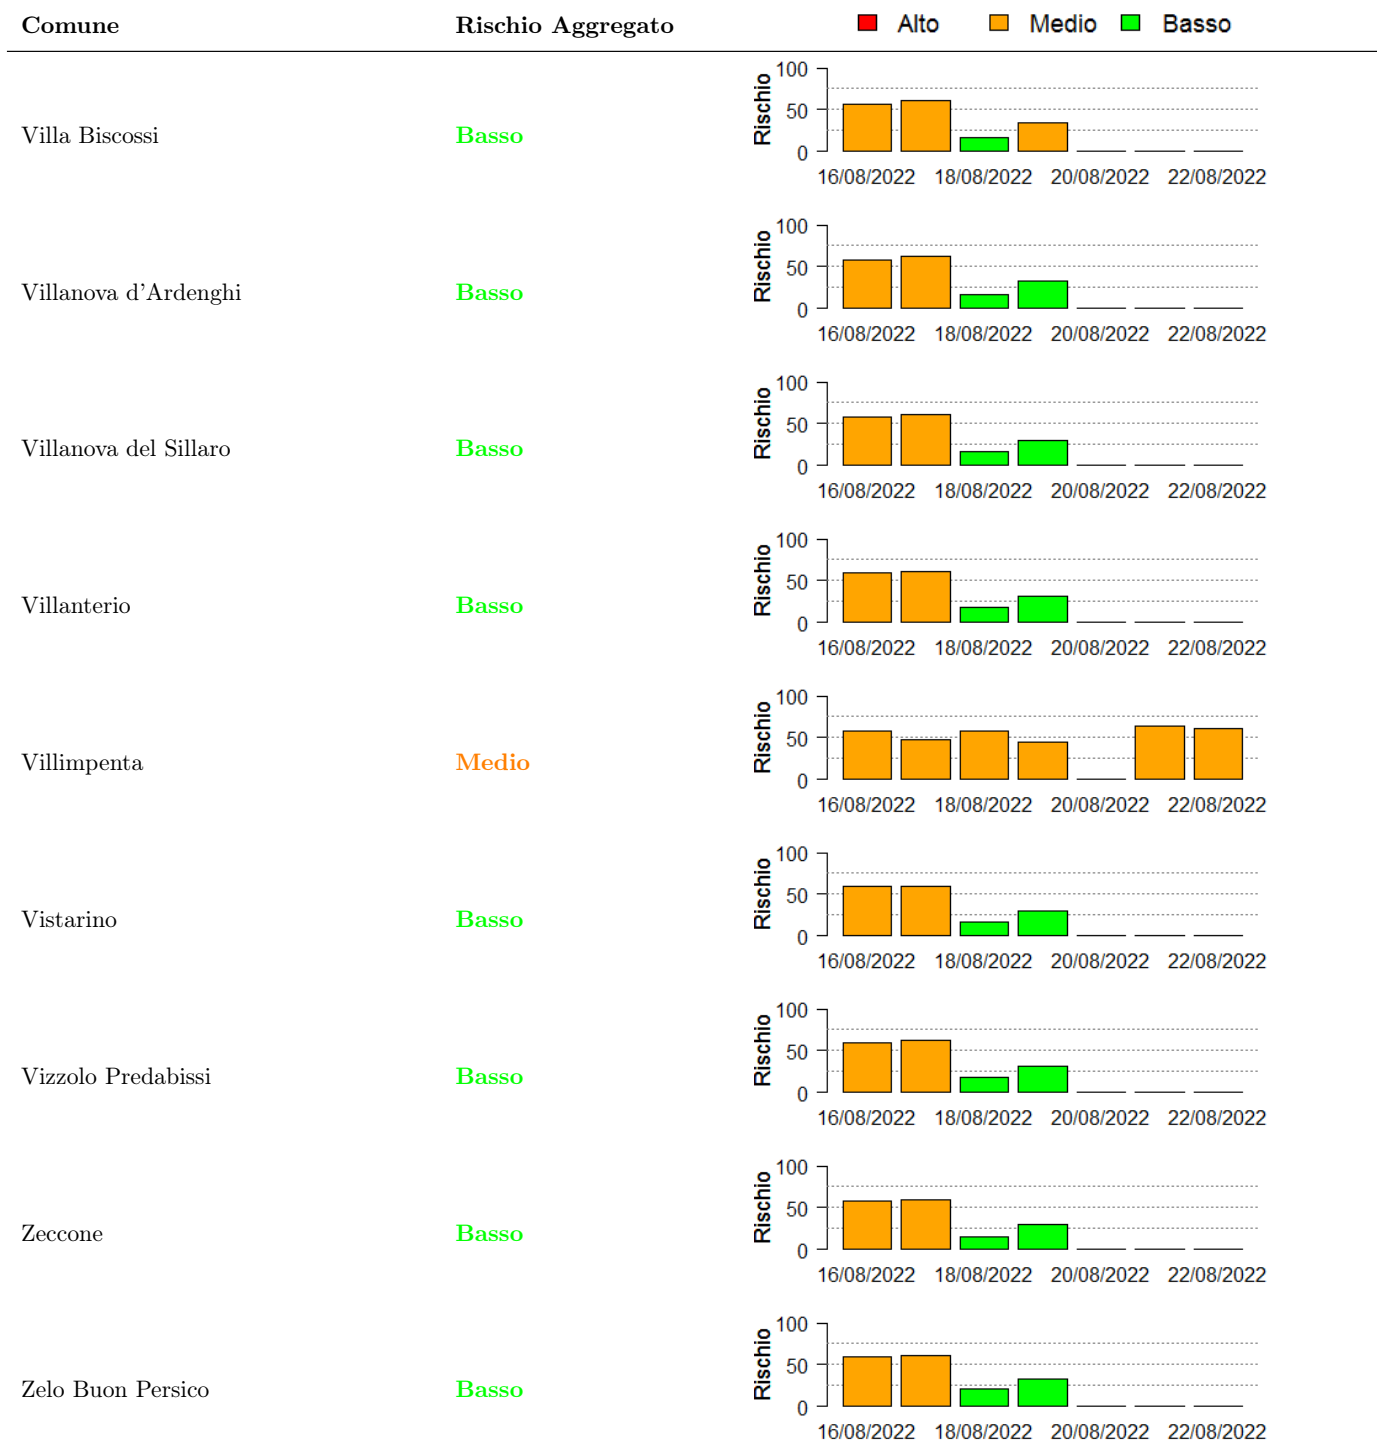 Comune Rischio Aggregato Alto Medio Basso
Villa Biscossi Basso
Rischio
100
50
0
16/08/2022 18/08/2022 20/08/2022 22/08/2022
Villanova d'Ardenghi Basso
Rischio
100
50
0
16/08/2022 18/08/2022 20/08/2022 22/08/2022
Villanova del Sillaro Basso
Rischio
100
50
0
16/08/2022 18/08/2022 20/08/2022 22/08/2022
Villanterio Basso
Rischio
100
50
0
16/08/2022 18/08/2022 20/08/2022 22/08/2022
Villimpenta Medio
Rischio
100
50
0
16/08/2022 18/08/2022 20/08/2022 22/08/2022
Vistarino Basso
Rischio
100
50
0
16/08/2022 18/08/2022 20/08/2022 22/08/2022
Vizzolo Predabissi Basso
Rischio
100
50
0
16/08/2022 18/08/2022 20/08/2022 22/08/2022
Zeccone Basso
Rischio
100
50
0
16/08/2022 18/08/2022 20/08/2022 22/08/2022
Zelo Buon Persico Basso
Rischio
100
50
0
16/08/2022 18/08/2022 20/08/2022 22/08/2022